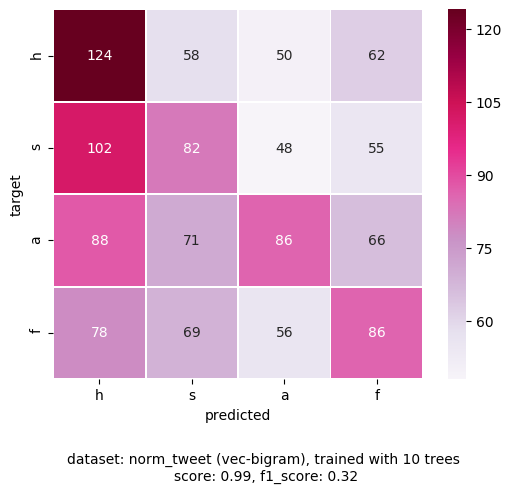 h 124 58 50 62
s 102 82 48 55
a 88 71 86 66
f 78 69 56 86
h s a f
target
predicted
120
105
90
75
60
dataset: norm_tweet (vec-bigram), trained with 10 trees
score: 0.99, f1_score: 0.32